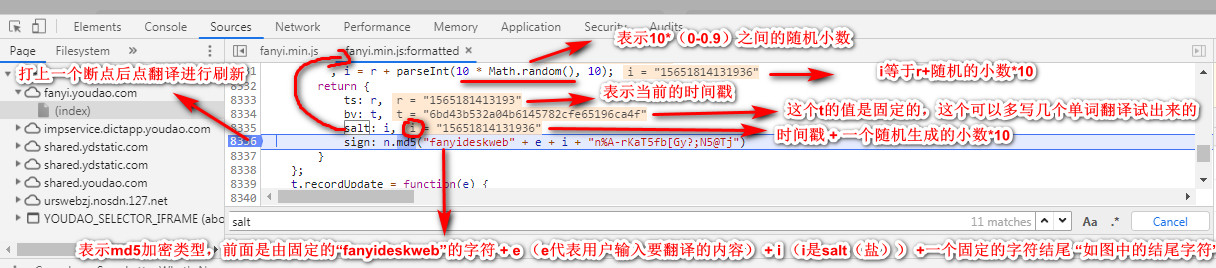 Elements Console Sources Network Performance Memory Application Security Audits
Page Filesystem »
fanyi.min.js fanyi.min.js:formatted ×
表示10*（0-0.9）之间的随机小数
打上一个断点后点翻译进行刷新
fanyi.youdao.com
(index)
impservice.dictapp.youdao.com
shared.ydstatic.com
shared.ydstatic.com
shared.youdao.com
urswebzj.nosdn.127.net
YOUDAO_SELECTOR_IFRAME (abo
8331 , i = r + parseInt(10 * Math.random(), 10); i = "15651814131936"
i等于r+随机的小数*10
8332 return {
表示当前的时间戳
8333 ts: r, r = "1565181413193"
8334 bv: t, t = "6bd43b532a04b6145782cfe65196ca4f"
这个t的值是固定的，这个可以多写几个单词翻译试出来的
8335 salt: i, i = "15651814131936"
时间戳 + 一个随机生成的小数*10
8336 sign: n.md5("fanyideskweb" + e + i + "n%A-rKaT5fb[Gy?;N5@Tj")
8337 }
8338 };
8339 t.recordUpdate = function(e) {
8340
salt
11 matches Aa .* Cancel
表示md5加密类型，前面是由固定的“fanyideskweb”的字符 + e （e代表用户输入要翻译的内容）+ i（i是salt（盐））+一个固定的字符结尾“如图中的结尾字符”